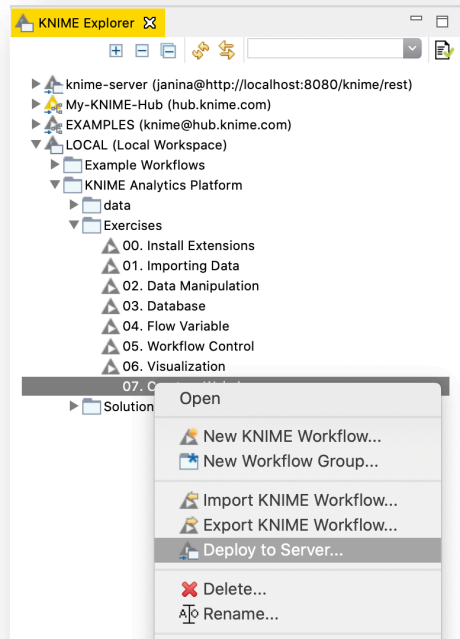 KNIME Explorer
knime-server (janina@http://localhost:8080/knime/rest)
My-KNIME-Hub (hub.knime.com)
EXAMPLES (knime@hub.knime.com)
LOCAL (Local Workspace)
Example Workflows
KNIME Analytics Platform
data
Exercises
00. Install Extensions
01. Importing Data
02. Data Manipulation
03. Database
04. Flow Variable
05. Workflow Control
06. Visualization
07.
Solution
Open
New KNIME Workflow...
New Workflow Group...
Import KNIME Workflow...
Export KNIME Workflow...
Deploy to Server...
Delete...
Rename...